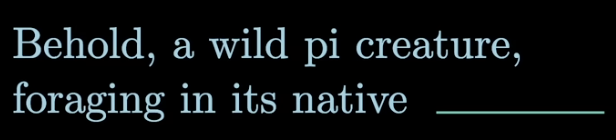 Behold, a wild pi creature,
foraging in its native